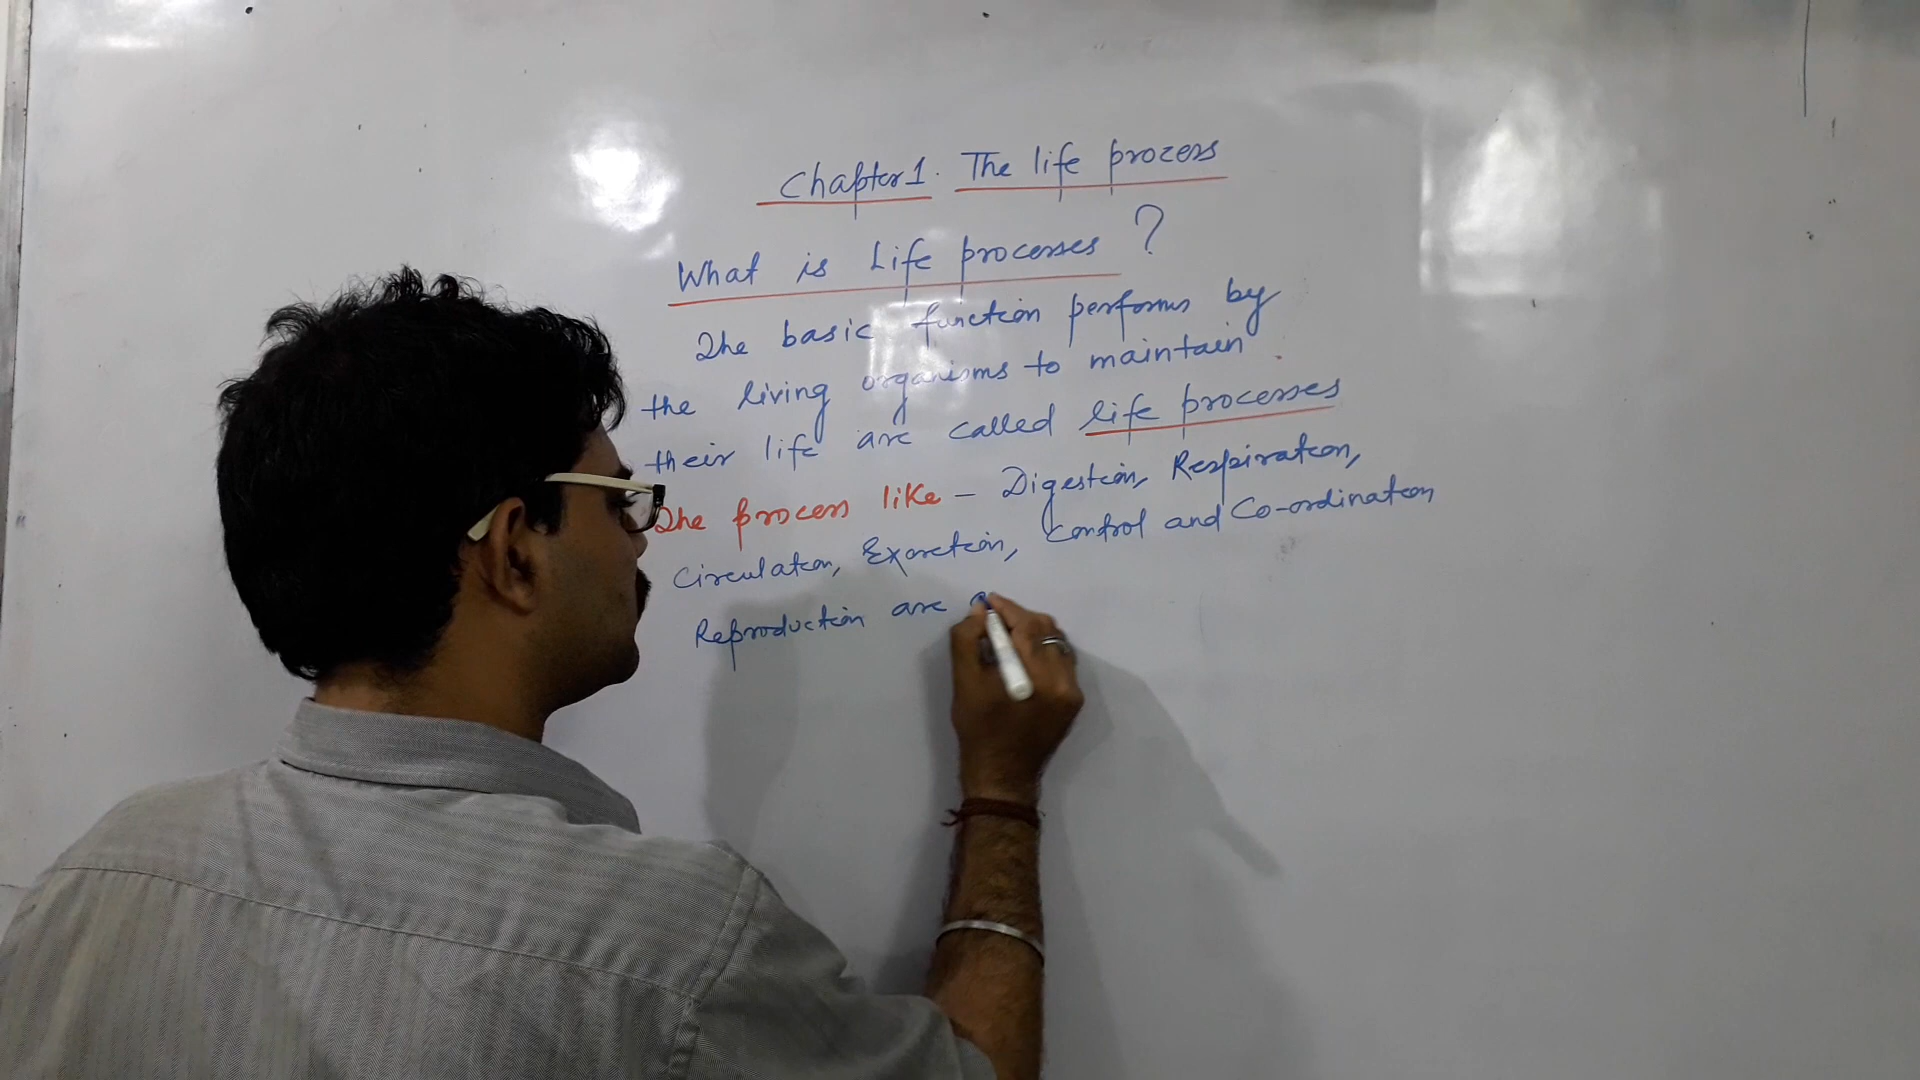 Chapter 1. The life process
What is Life processes ?
The basic function performs by
the living organisms to maintain
their life are called life processes
The process like - Digestion, Respiration,
Circulation, Excretion, Control and Co-ordination
Reproduction are